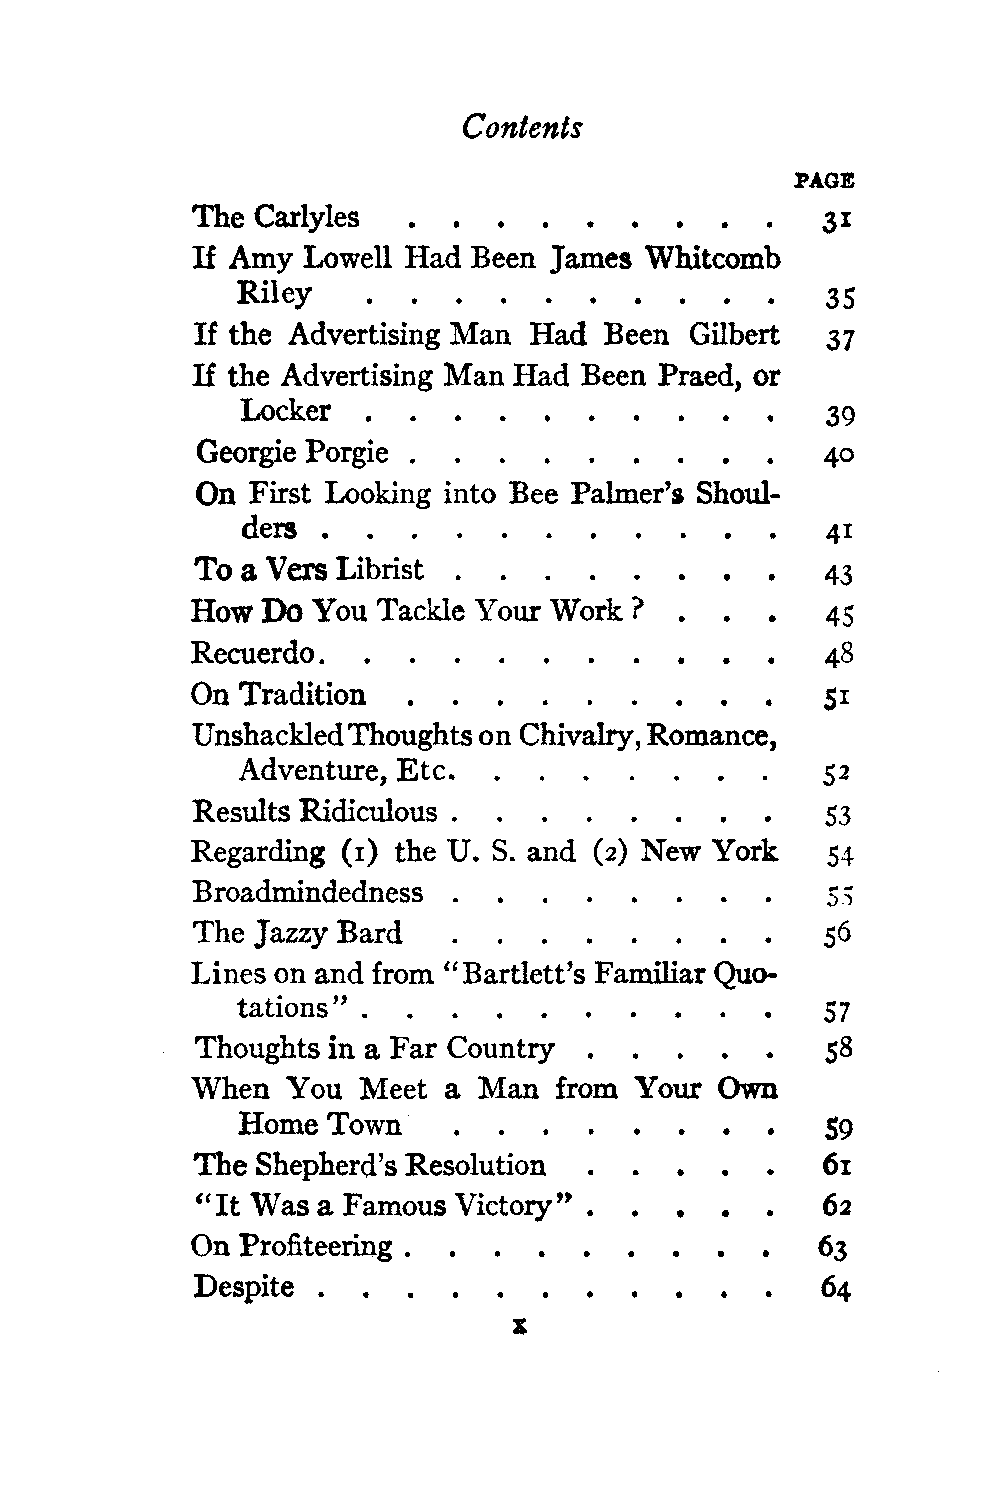 Contents
PAGE
The Carlyles . . . . . . . . . 31
If Amy Lowell Had Been James Whitcomb
Riley . . . . . . . . . . 35
If the Advertising Man Had Been Gilbert 37
If the Advertising Man Had Been Praed, or
Locker . . . . . . . . . . 39
Georgie Porgie . . . . . . . . . 40
On First Looking into Bee Palmer's Shoul-
ders . . . . . . . . . . . 41
To a Vers Librist . . . . . . . . 43
How Do You Tackle Your Work? . . . 45
Recuerdo. . . . . . . . . . . 48
On Tradition . . . . . . . . . 51
Unshackled Thoughts on Chivalry, Romance,
Adventure, Etc. . . . . . . . 52
Results Ridiculous . . . . . . . . 53
Regarding (1) the U. S. and (2) New York 54
Broadmindedness . . . . . . . . 55
The Jazzy Bard . . . . . . . . 56
Lines on and from "Bartlett's Familiar Quo-
tations" . . . . . . . . . . 57
Thoughts in a Far Country . . . . . 58
When You Meet a Man from Your Own
Home Town . . . . . . . . 59
The Shepherd's Resolution . . . . . 61
"It Was a Famous Victory" . . . . . 62
On Profiteering . . . . . . . . . 63
Despite . . . . . . . . . . . 64
x